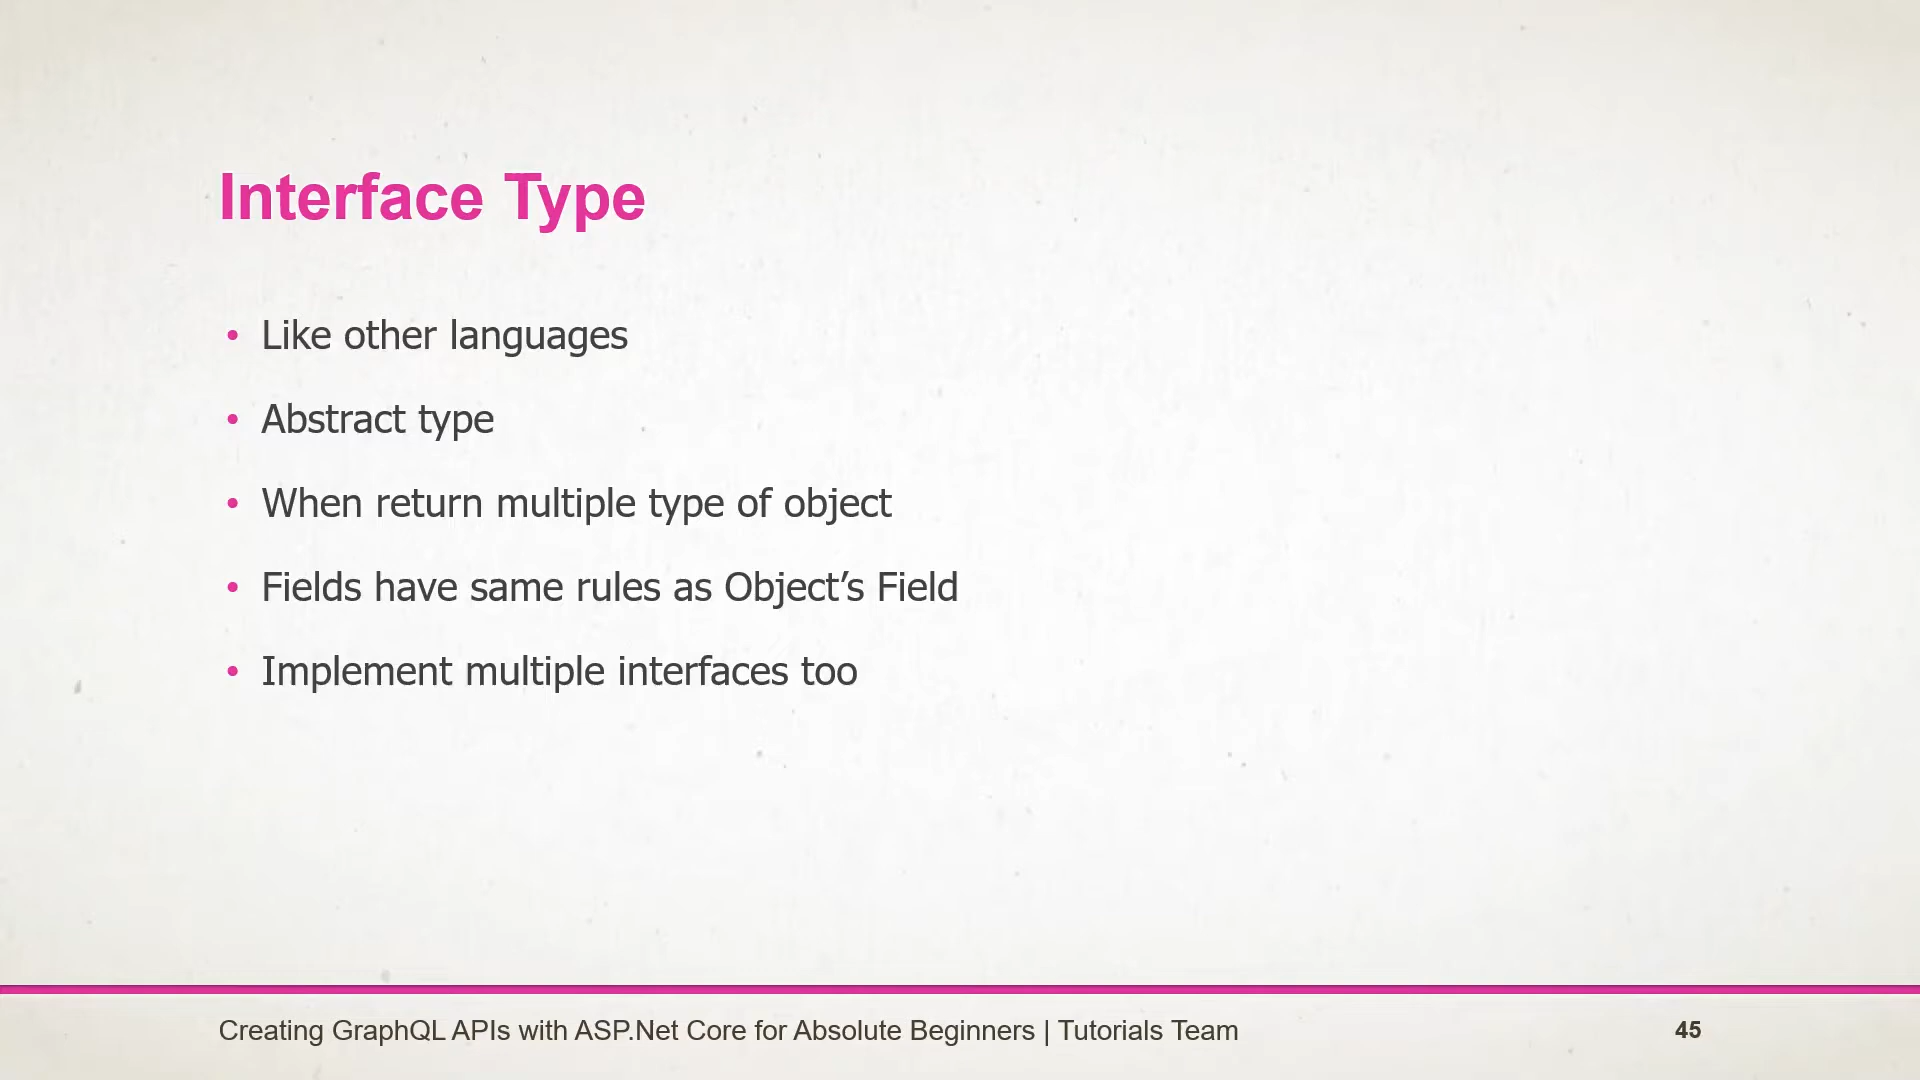 Interface Type
• Like other languages
• Abstract type
• When return multiple type of object
• Fields have same rules as Object’s Field
• Implement multiple interfaces too
Creating GraphQL APIs with ASP.Net Core for Absolute Beginners | Tutorials Team
45